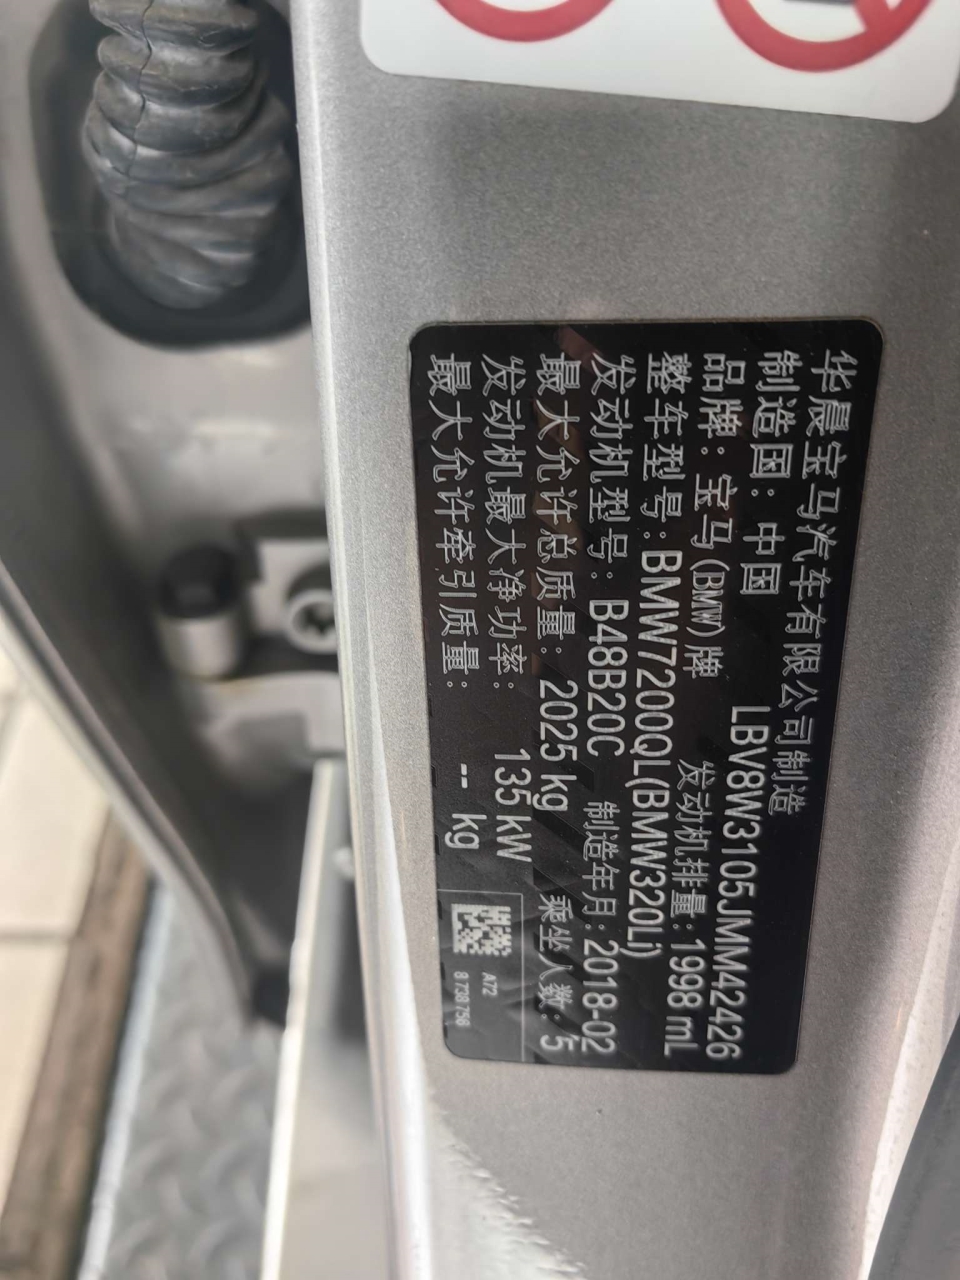 华晨宝马汽车有限公司制造
制造国：中国 LBV8W3105JMM42426
品牌：宝马(BMW)牌 发动机排量：1998 mL
整车型号：BMW7200QL(BMW320Li)
发动机型号：B48B20C 制造年月：2018-02
最大允许总质量：2025 kg 乘坐人数：5
发动机最大净功率：135 kW
最大允许牵引质量：-- kg
A72
8 738 756